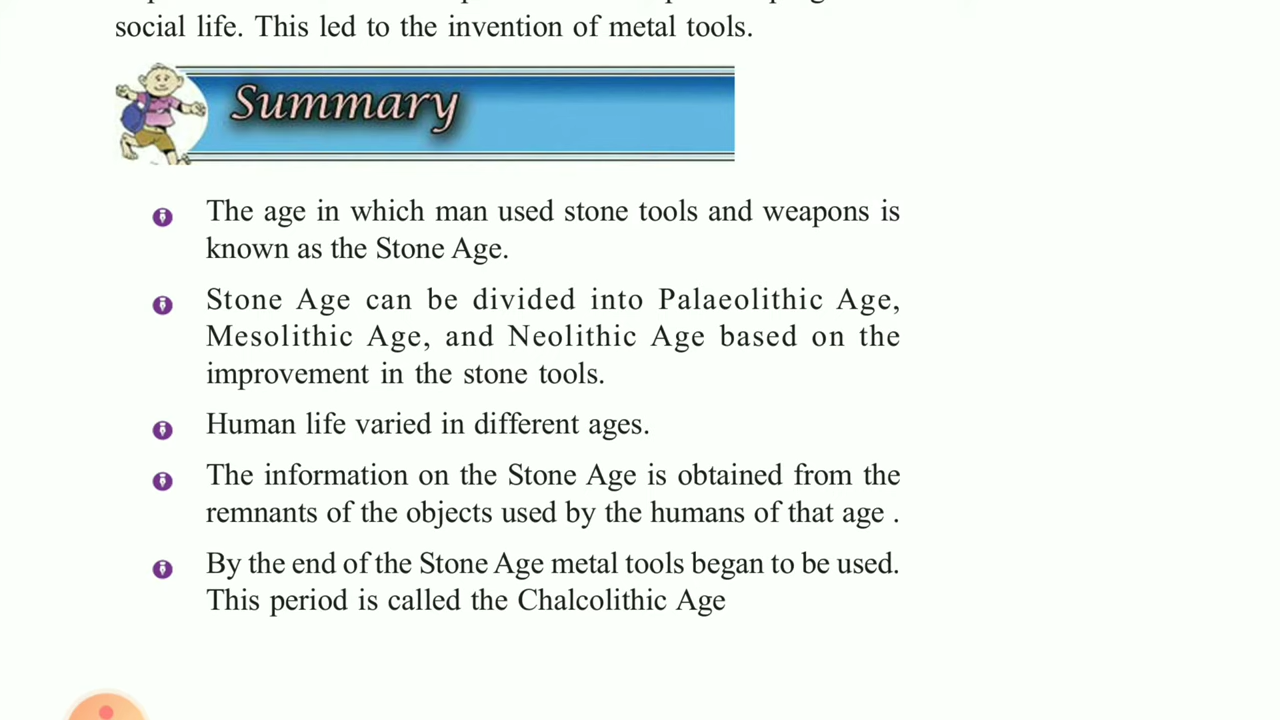 social life. This led to the invention of metal tools.
Summary
The age in which man used stone tools and weapons is
known as the Stone Age.
Stone Age can be divided into Palaeolithic Age,
Mesolithic Age, and Neolithic Age based on the
improvement in the stone tools.
Human life varied in different ages.
The information on the Stone Age is obtained from the
remnants of the objects used by the humans of that age .
By the end of the Stone Age metal tools began to be used.
This period is called the Chalcolithic Age